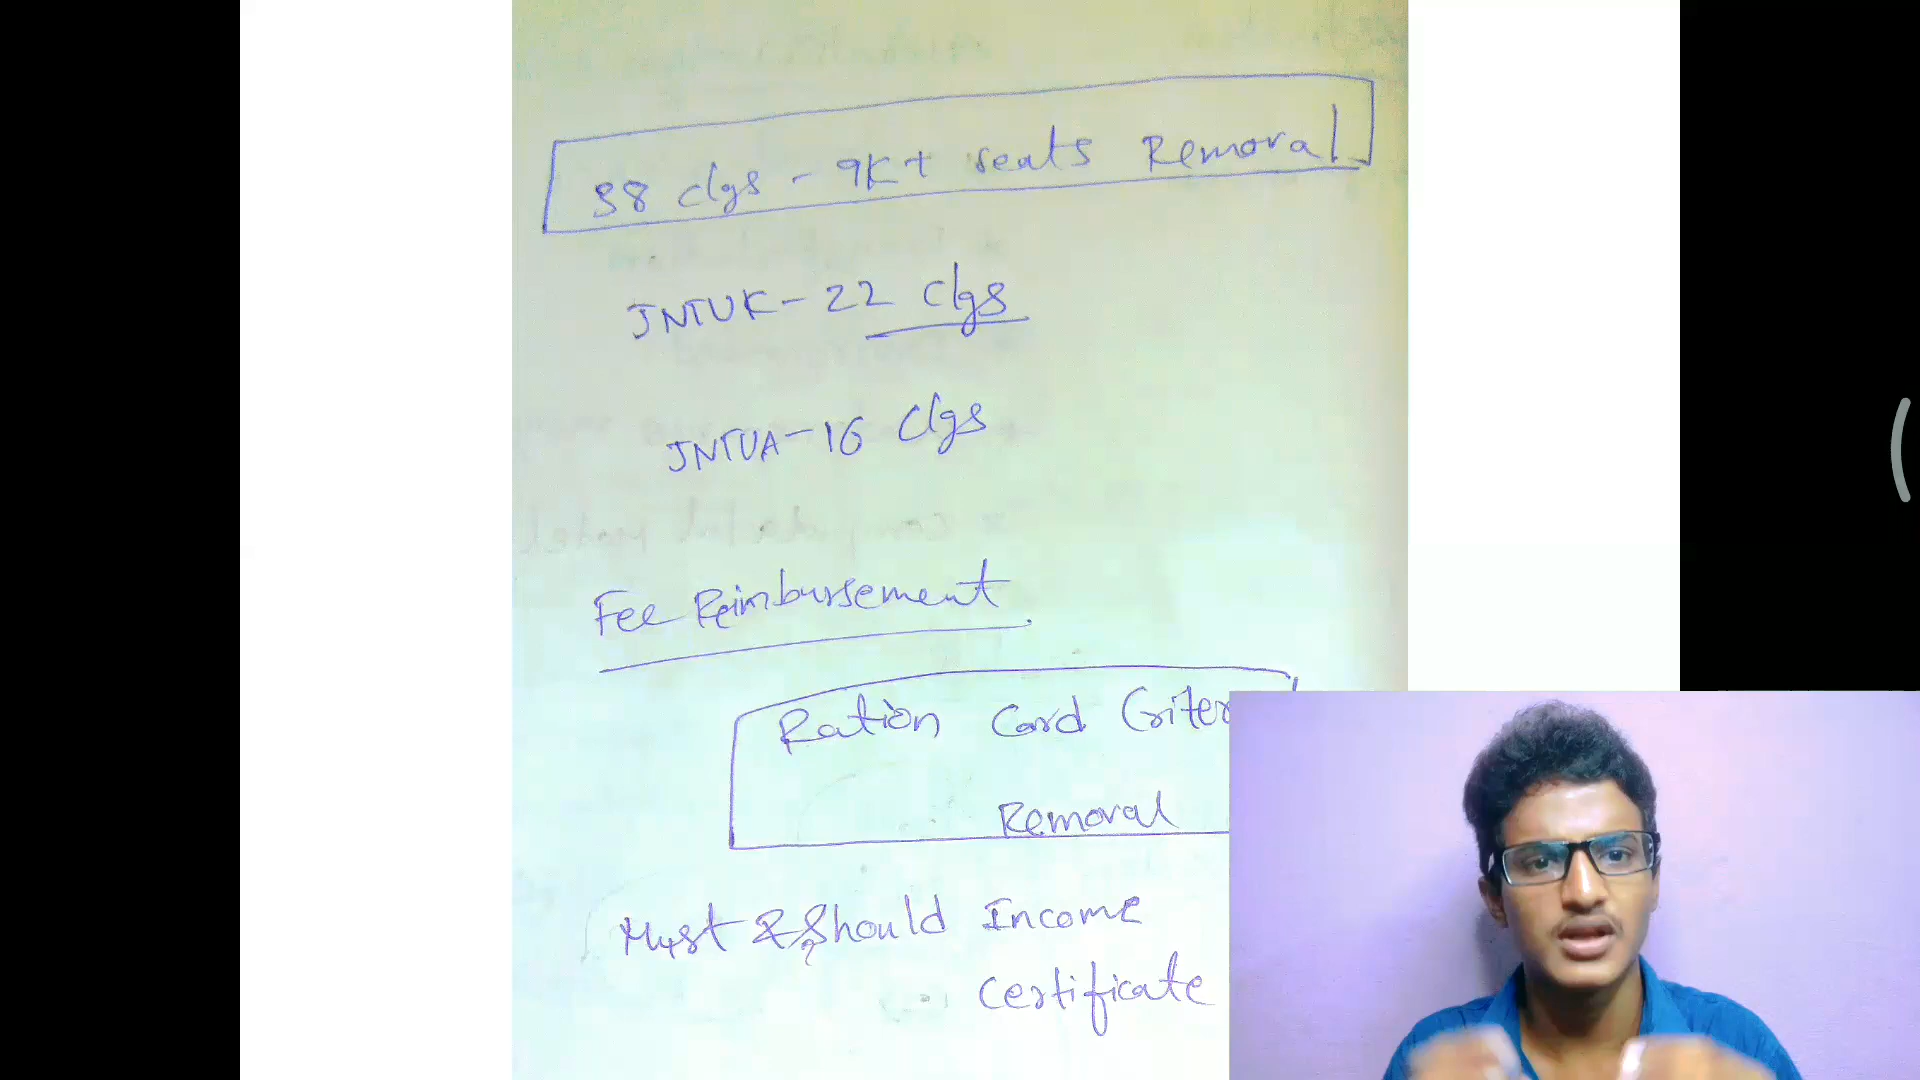 38 clgs - 9K+ seats Removal
JNTUK - 22 clgs
JNTUA - 16 clgs
Fee Reimbursement
Ration Card Criter
Removal
Must & Should Income
Certificate